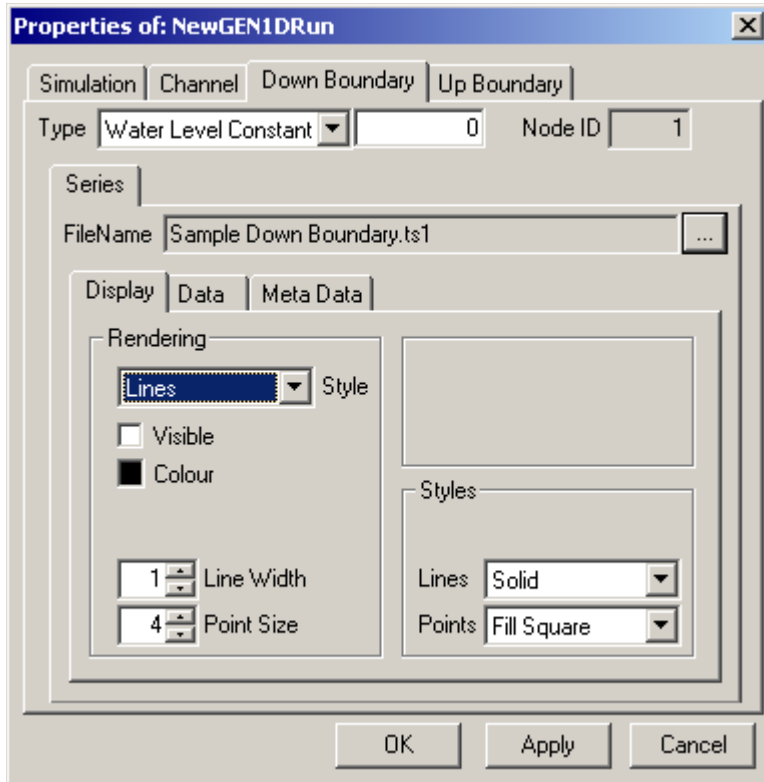 Properties of: NewGEN1DRun
Simulation Channel Down Boundary Up Boundary
Type Water Level Constant 0 Node ID 1
Series
FileName Sample Down Boundary.ts1 ...
Display Data Meta Data
Rendering
Lines Style
Visible
Colour
Styles
1 Line Width Lines Solid
4 Point Size Points Fill Square
OK Apply Cancel